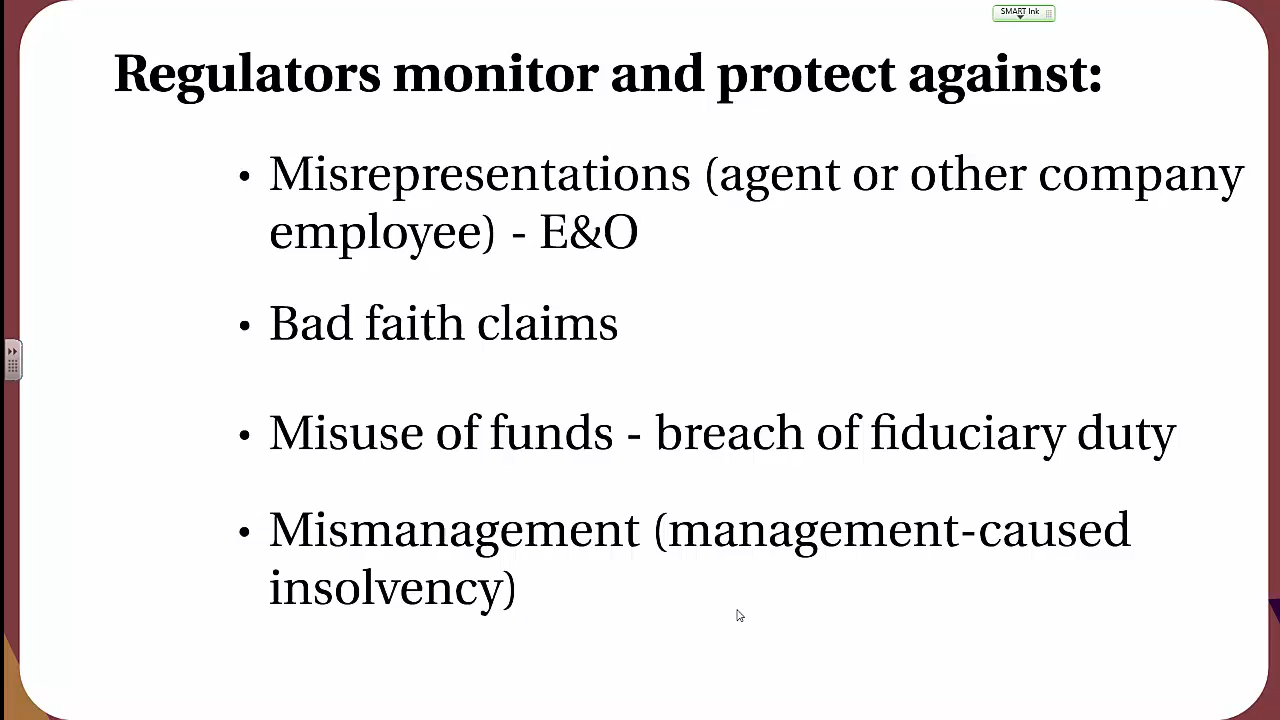 SMART Ink
Regulators monitor and protect against:
• Misrepresentations (agent or other company
employee) - E&O
• Bad faith claims
• Misuse of funds - breach of fiduciary duty
• Mismanagement (management-caused
insolvency)